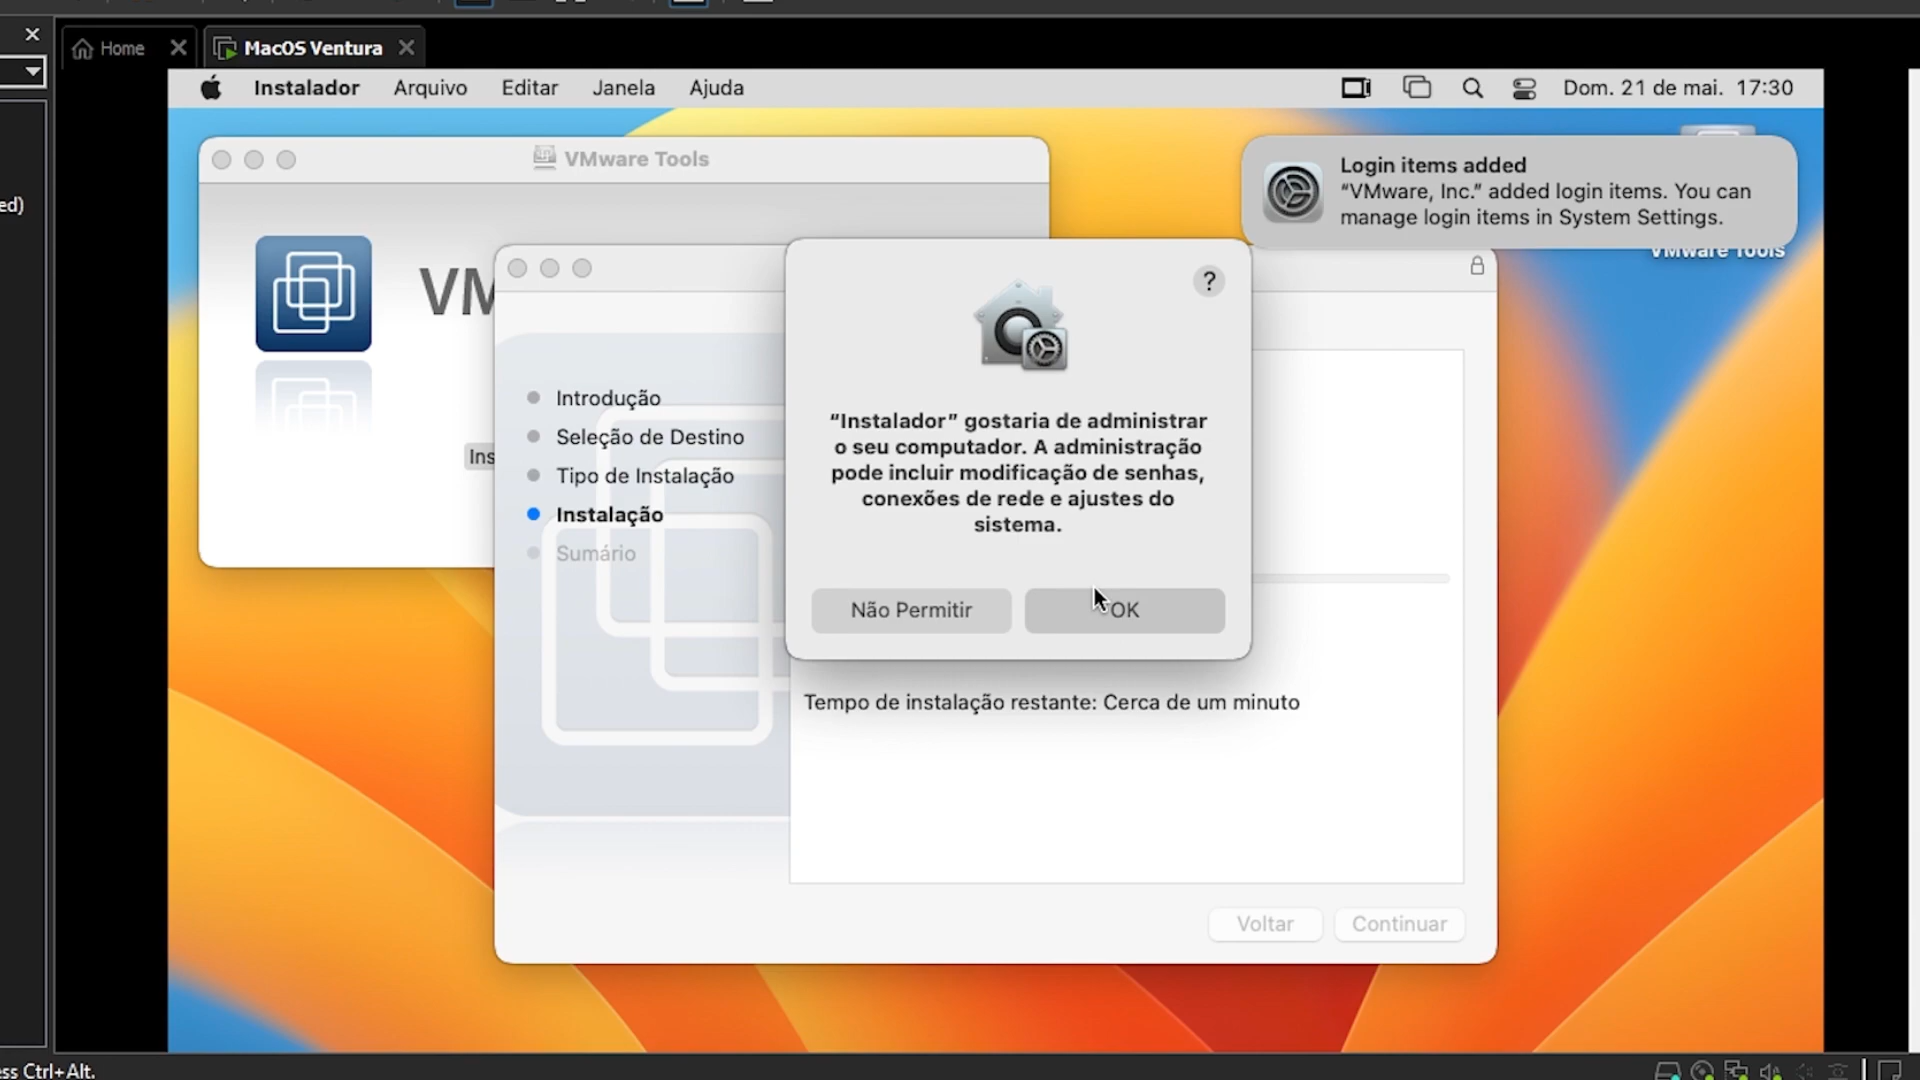 Home
MacOS Ventura
Instalador Arquivo Editar Janela Ajuda
Dom. 21 de mai. 17:30
VMware Tools
Login items added
“VMware, Inc.” added login items. You can
manage login items in System Settings.
ed)
VMware Tools
VM
?
Introdução
Seleção de Destino
Ins
Tipo de Instalação
Instalação
Sumário
“Instalador” gostaria de administrar
o seu computador. A administração
pode incluir modificação de senhas,
conexões de rede e ajustes do
sistema.
Não Permitir
OK
Tempo de instalação restante: Cerca de um minuto
Voltar
Continuar
ss Ctrl+Alt.